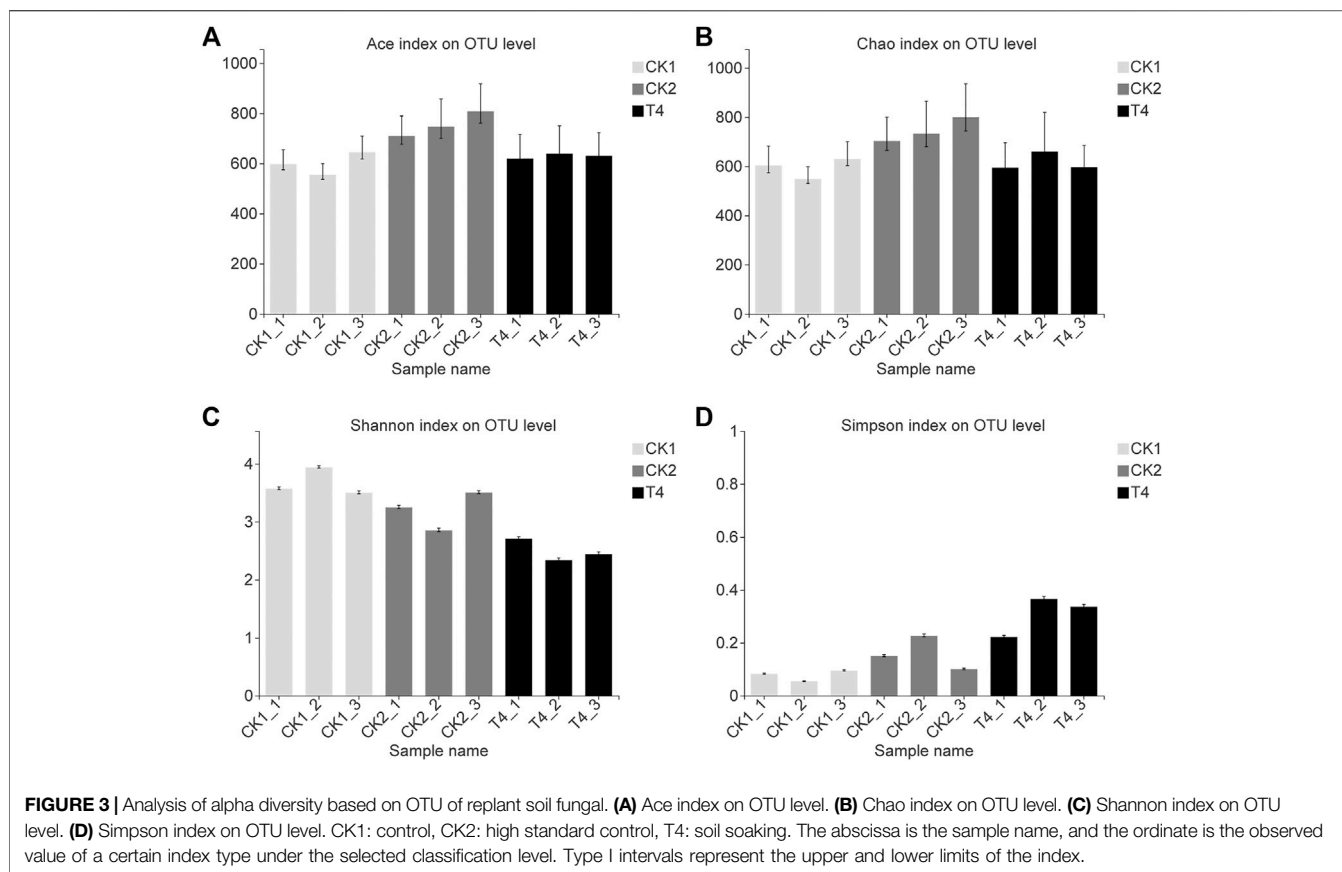 A
Ace index on OTU level
1000
800
600
400
200
0
CK1
CK2
T4
CK1_1
CK1_2
CK1_3
CK2_1
CK2_2
CK2_3
T4_1
T4_2
T4_3
Sample name
B
Chao index on OTU level
1000
800
600
400
200
0
CK1
CK2
T4
CK1_1
CK1_2
CK1_3
CK2_1
CK2_2
CK2_3
T4_1
T4_2
T4_3
Sample name
C
Shannon index on OTU level
4
3
2
1
0
CK1
CK2
T4
CK1_1
CK1_2
CK1_3
CK2_1
CK2_2
CK2_3
T4_1
T4_2
T4_3
Sample name
D
Simpson index on OTU level
1
0.8
0.6
0.4
0.2
0
CK1
CK2
T4
CK1_1
CK1_2
CK1_3
CK2_1
CK2_2
CK2_3
T4_1
T4_2
T4_3
Sample name
FIGURE 3 | Analysis of alpha diversity based on OTU of replant soil fungal. (A) Ace index on OTU level. (B) Chao index on OTU level. (C) Shannon index on OTU
level. (D) Simpson index on OTU level. CK1: control, CK2: high standard control, T4: soil soaking. The abscissa is the sample name, and the ordinate is the observed
value of a certain index type under the selected classification level. Type I intervals represent the upper and lower limits of the index.